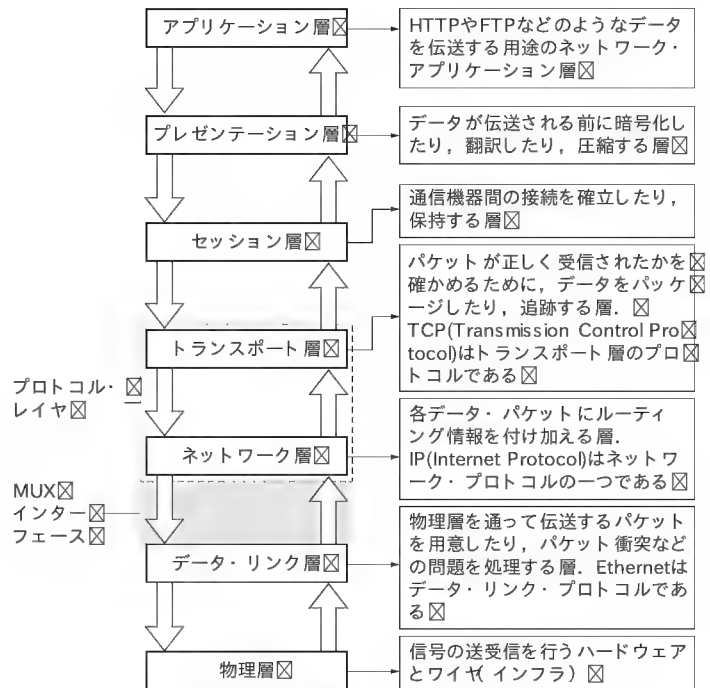 アプリケーション層
HTTPやFTPなどのようなデータ
を伝送する用途のネットワーク・
アプリケーション層
プレゼンテーション層
データが伝送される前に暗号化し
たり，翻訳したり，圧縮する層
セッション層
通信機器間の接続を確立したり，
保持する層
トランスポート層
パケットが正しく受信されたかを
確かめるために，データをパッケ
ージしたり，追跡する層．
TCP(Transmission Control Pro
tocol)はトランスポート層のプロ
トコルである
プロトコル・
レイヤ
ネットワーク層
各データ・パケットにルーティ
ング情報を付け加える層．
IP(Internet Protocol)はネットワ
ーク・プロトコルの一つである
MUX
インター
フェース
データ・リンク層
物理層を通って伝送するパケット
を用意したり，パケット衝突など
の問題を処理する層．Ethernetは
データ・リンク・プロトコルであ
る
物理層
信号の送受信を行うハードウェア
とワイヤ(インフラ)